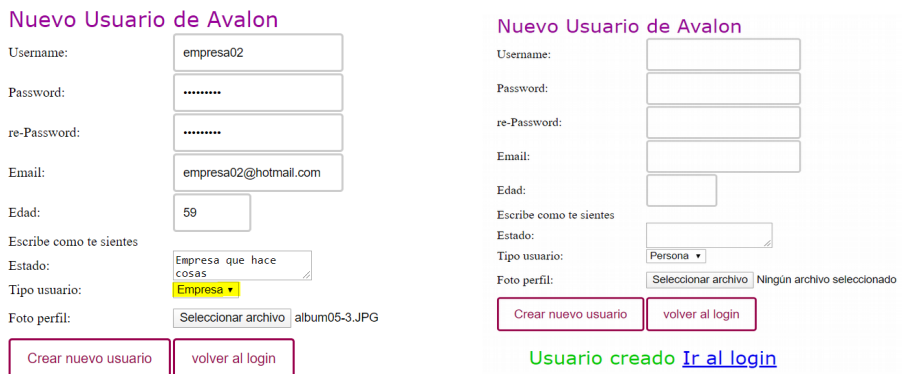 Nuevo Usuario de Avalon
Username: empresa02
Password: •••••••••
re-Password: •••••••••
Email: empresa02@hotmail.com
Edad: 59
Escribe como te sientes
Estado: Empresa que hace
cosas
Tipo usuario: Empresa
Foto perfil: Seleccionar archivo album05-3.JPG
Crear nuevo usuario volver al login
Nuevo Usuario de Avalon
Username:
Password:
re-Password:
Email:
Edad:
Escribe como te sientes
Estado:
Tipo usuario: Persona
Foto perfil: Seleccionar archivo Ningún archivo seleccionado
Crear nuevo usuario volver al login
Usuario creado Ir al login